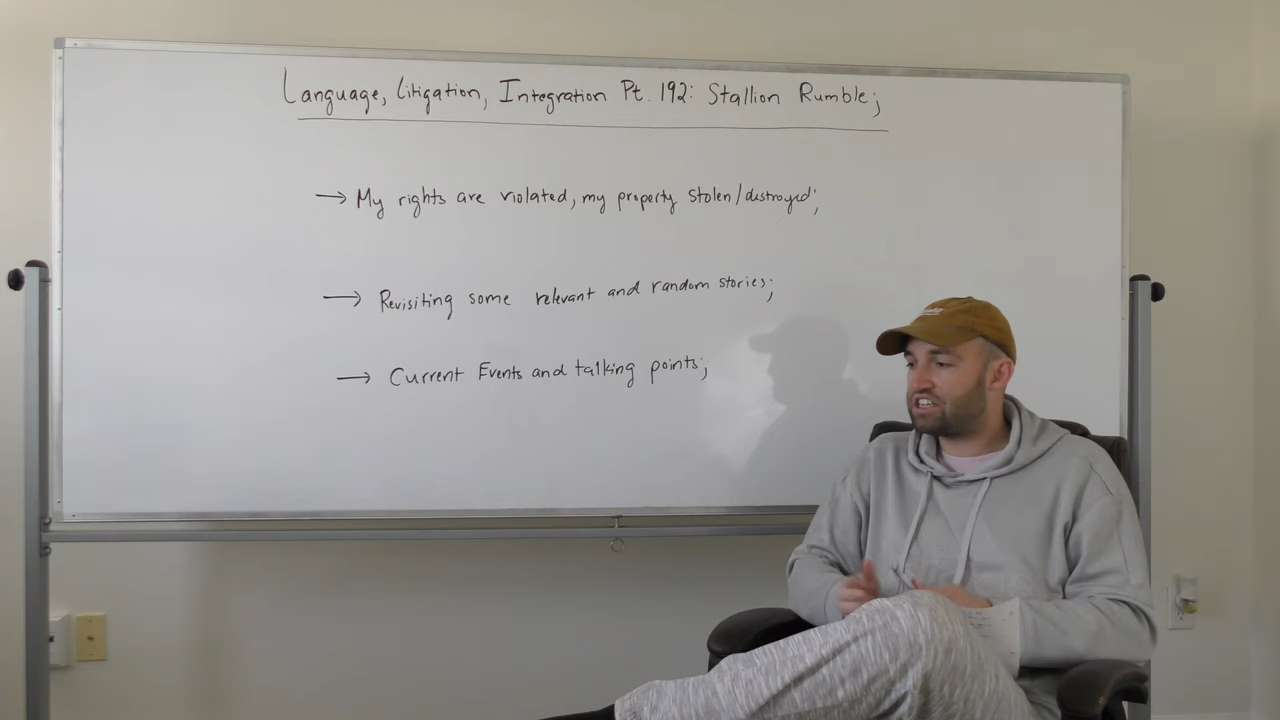 Language, Litigation, Integration Pt. 192: Stallion Rumble;
→ My rights are violated, my property stolen/destroyed;
→ Revisiting some relevant and random stories;
→ Current Events and talking points;